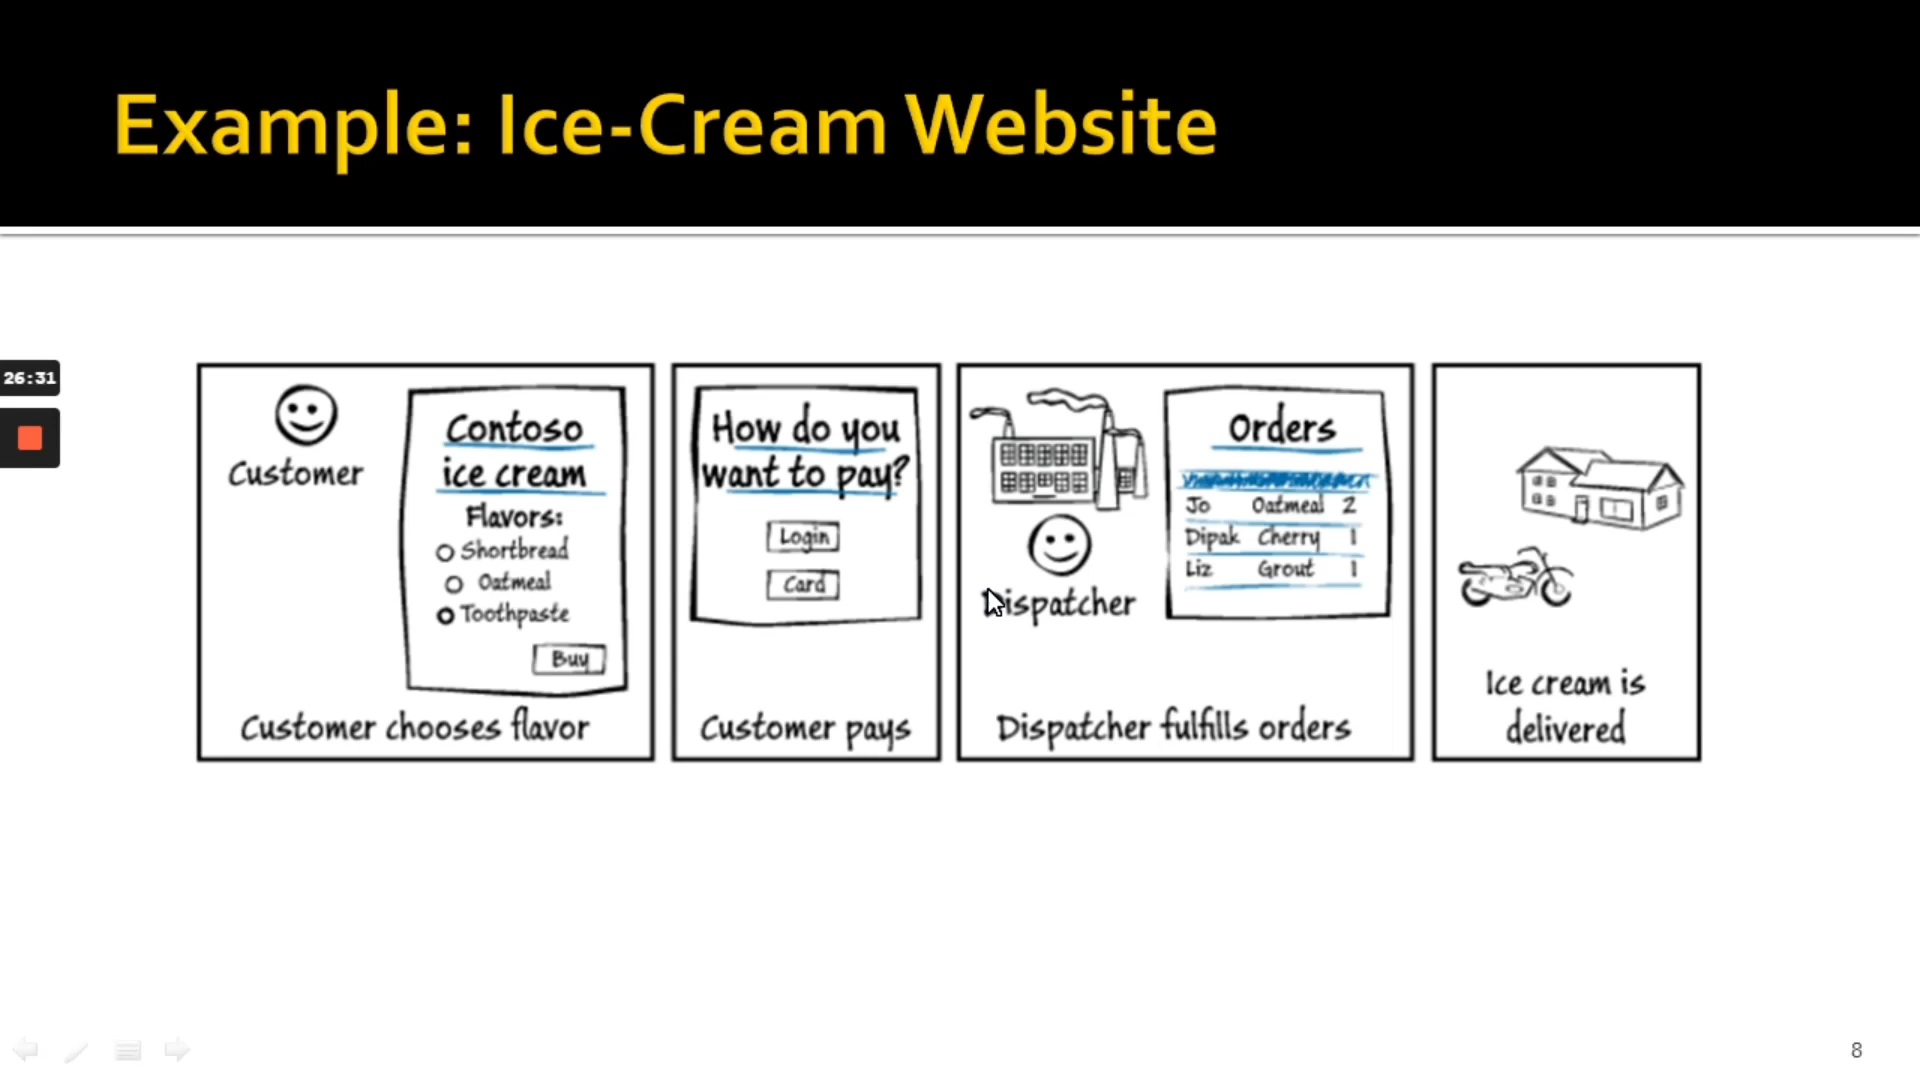 Example: Ice-Cream Website
26:31
Customer
Contoso
ice cream
Flavors:
Shortbread
Oatmeal
Toothpaste
Buy
Customer chooses flavor
How do you
want to pay?
Login
Card
Customer pays
Dispatcher
Orders
Jo Oatmeal 2
Dipak Cherry 1
Liz Grout 1
Dispatcher fulfills orders
Ice cream is
delivered
8